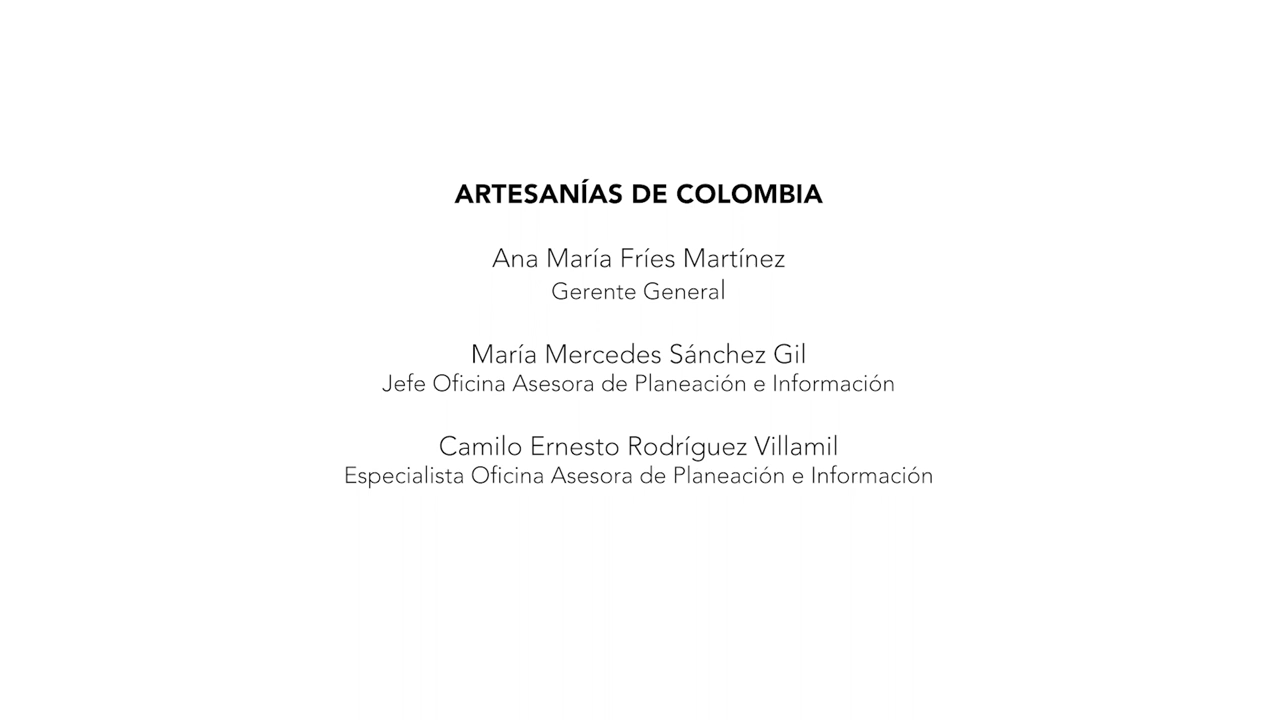 ARTESANÍAS DE COLOMBIA
Ana María Fríes Martínez
Gerente General
María Mercedes Sánchez Gil
Jefe Oficina Asesora de Planeación e Información
Camilo Ernesto Rodríguez Villamil
Especialista Oficina Asesora de Planeación e Información